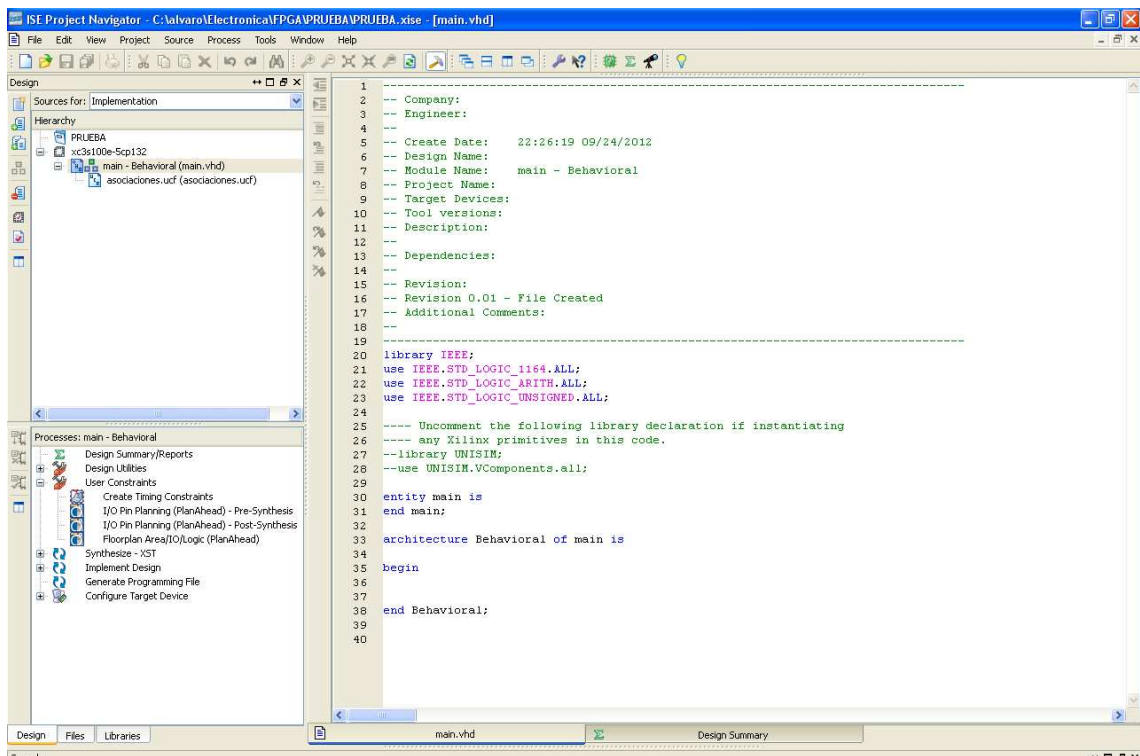 ISE Project Navigator - C:\alvaro\Electronica\FPGA\PRUEBA\PRUEBA.xise - [main.vhd]
File Edit View Project Source Process Tools Window Help
Design
Sources for: Implementation
Hierarchy
PRUEBA
xc3s100e-5cp132
main - Behavioral (main.vhd)
asociaciones.ucf (asociaciones.ucf)
Processes: main - Behavioral
Design Summary/Reports
Design Utilities
User Constraints
Create Timing Constraints
I/O Pin Planning (PlanAhead) - Pre-Synthesis
I/O Pin Planning (PlanAhead) - Post-Synthesis
Floorplan Area/IO/Logic (PlanAhead)
Synthesize - XST
Implement Design
Generate Programming File
Configure Target Device
Design Files Libraries
1 ----------------------------------------------------------------------------------
2 -- Company:
3 -- Engineer:
4 --
5 -- Create Date:    22:26:19 09/24/2012
6 -- Design Name:
7 -- Module Name:    main - Behavioral
8 -- Project Name:
9 -- Target Devices:
10 -- Tool versions:
11 -- Description:
12 --
13 -- Dependencies:
14 --
15 -- Revision:
16 -- Revision 0.01 - File Created
17 -- Additional Comments:
18 --
19 ----------------------------------------------------------------------------------
20 library IEEE;
21 use IEEE.STD_LOGIC_1164.ALL;
22 use IEEE.STD_LOGIC_ARITH.ALL;
23 use IEEE.STD_LOGIC_UNSIGNED.ALL;
24
25 ---- Uncomment the following library declaration if instantiating
26 ---- any Xilinx primitives in this code.
27 --library UNISIM;
28 --use UNISIM.VComponents.all;
29
30 entity main is
31 end main;
32
33 architecture Behavioral of main is
34
35 begin
36
37
38 end Behavioral;
39
40
main.vhd Design Summary